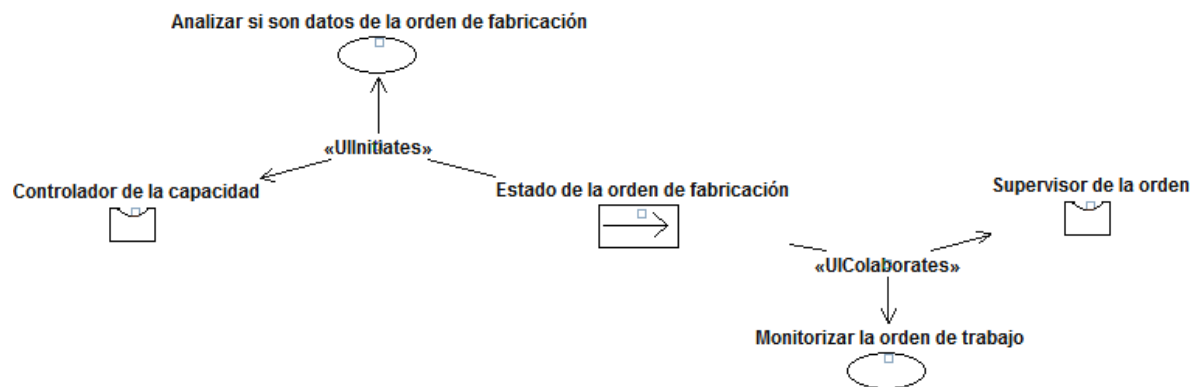 Analizar si son datos de la orden de fabricación
«UIInitiates»
Controlador de la capacidad
Estado de la orden de fabricación
Supervisor de la orden
«UIColaborates»
Monitorizar la orden de trabajo